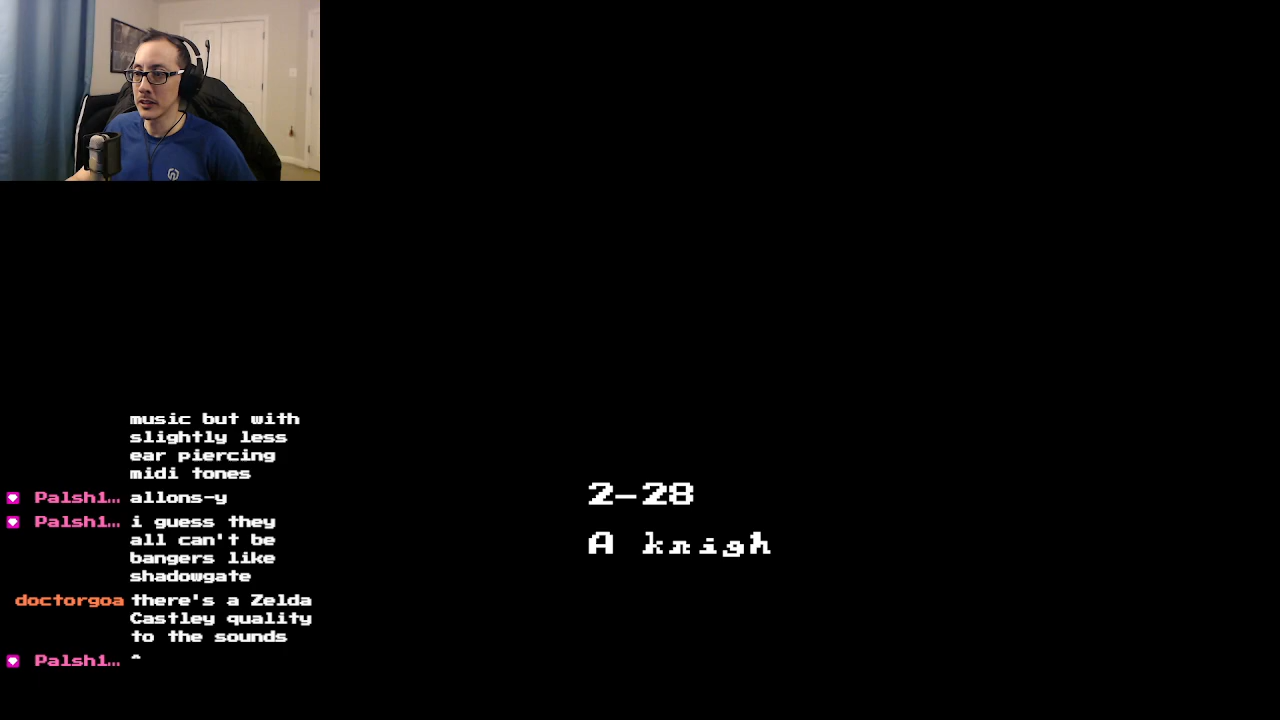 music but with
slightly less
ear piercing
midi tones
Palsh1… allons-y
Palsh1… i guess they
all can't be
bangers like
shadowgate
doctorgoa there's a Zelda
Castley quality
to the sounds
Palsh1… ^
2-28
A knigh